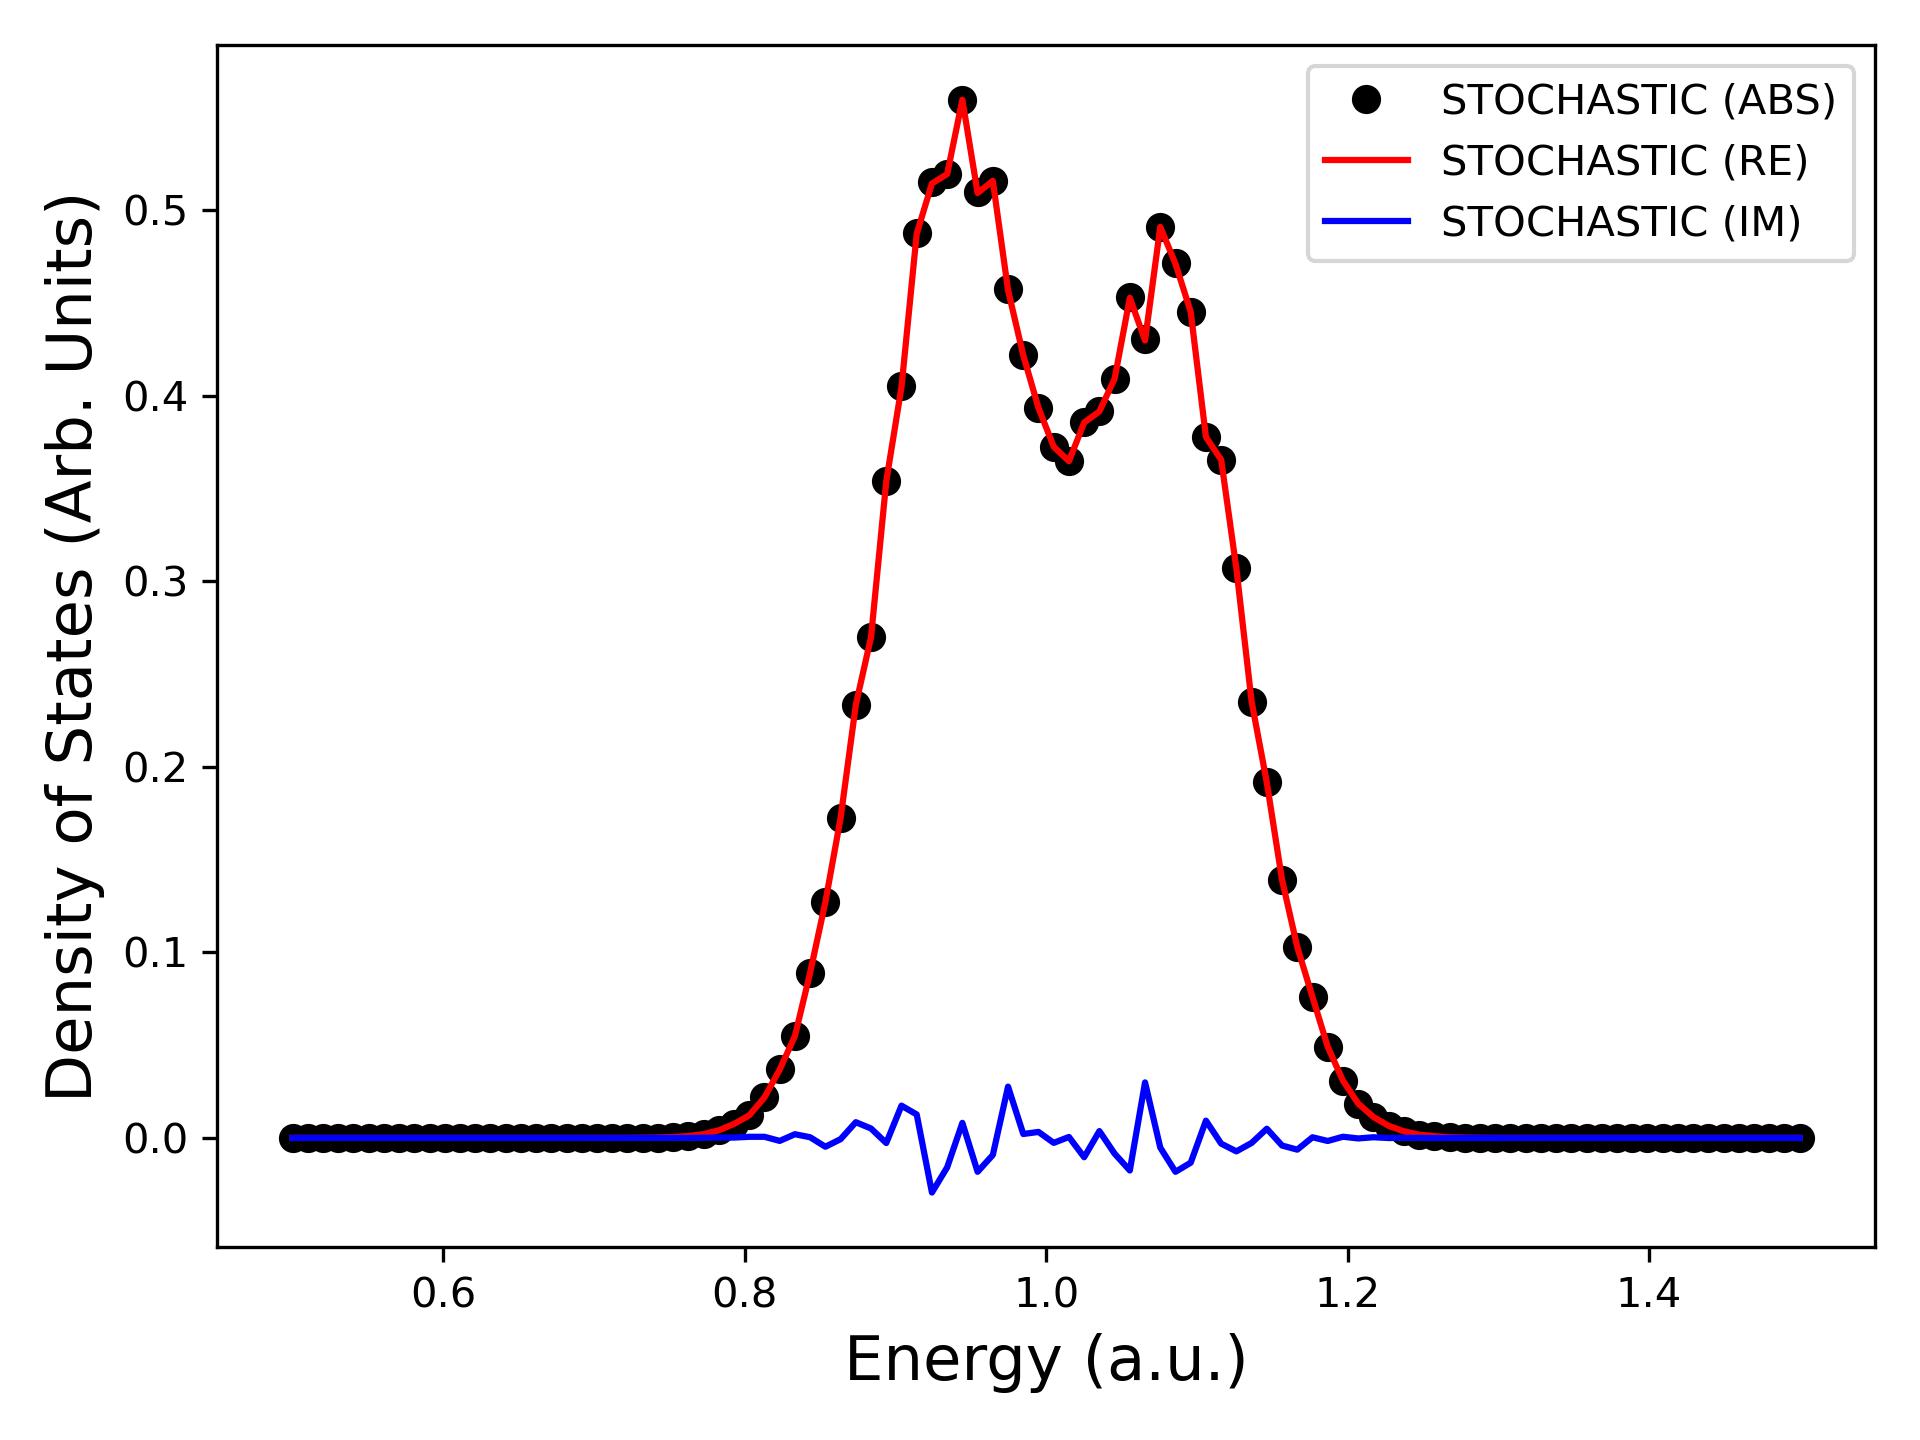 STOCHASTIC (ABS)
STOCHASTIC (RE)
STOCHASTIC (IM)
Density of States (Arb. Units)
0.5
0.4
0.3
0.2
0.1
0.0
0.6 0.8 1.0 1.2 1.4
Energy (a.u.)